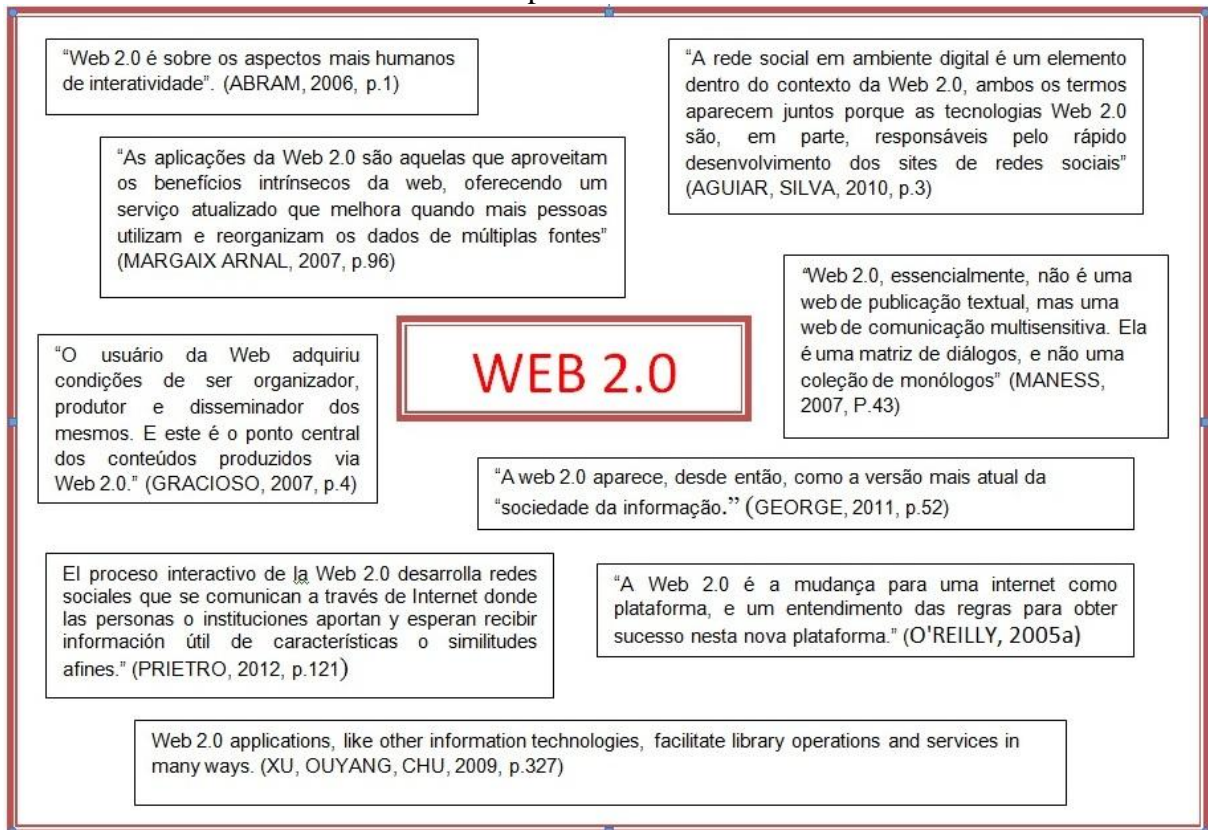 “Web 2.0 é sobre os aspectos mais humanos
de interatividade”. (ABRAM, 2006, p.1)
“A rede social em ambiente digital é um elemento
dentro do contexto da Web 2.0, ambos os termos
aparecem juntos porque as tecnologias Web 2.0
são, em parte, responsáveis pelo rápido
desenvolvimento dos sites de redes sociais”
(AGUIAR, SILVA, 2010, p.3)
“As aplicações da Web 2.0 são aquelas que aproveitam
os benefícios intrínsecos da web, oferecendo um
serviço atualizado que melhora quando mais pessoas
utilizam e reorganizam os dados de múltiplas fontes”
(MARGAIX ARNAL, 2007, p.96)
“Web 2.0, essencialmente, não é uma
web de publicação textual, mas uma
web de comunicação multisensitiva. Ela
é uma matriz de diálogos, e não uma
coleção de monólogos” (MANESS,
2007, P.43)
“O usuário da Web adquiriu
condições de ser organizador,
produtor e disseminador dos
mesmos. E este é o ponto central
dos conteúdos produzidos via
Web 2.0.” (GRACIOSO, 2007, p.4)
WEB 2.0
“A web 2.0 aparece, desde então, como a versão mais atual da
“sociedade da informação.” (GEORGE, 2011, p.52)
El proceso interactivo de la Web 2.0 desarrolla redes
sociales que se comunican a través de Internet donde
las personas o instituciones aportan y esperan recibir
información útil de características o similitudes
afines.” (PRIETRO, 2012, p.121)
“A Web 2.0 é a mudança para uma internet como
plataforma, e um entendimento das regras para obter
sucesso nesta nova plataforma.” (O'REILLY, 2005a)
Web 2.0 applications, like other information technologies, facilitate library operations and services in
many ways. (XU, OUYANG, CHU, 2009, p.327)